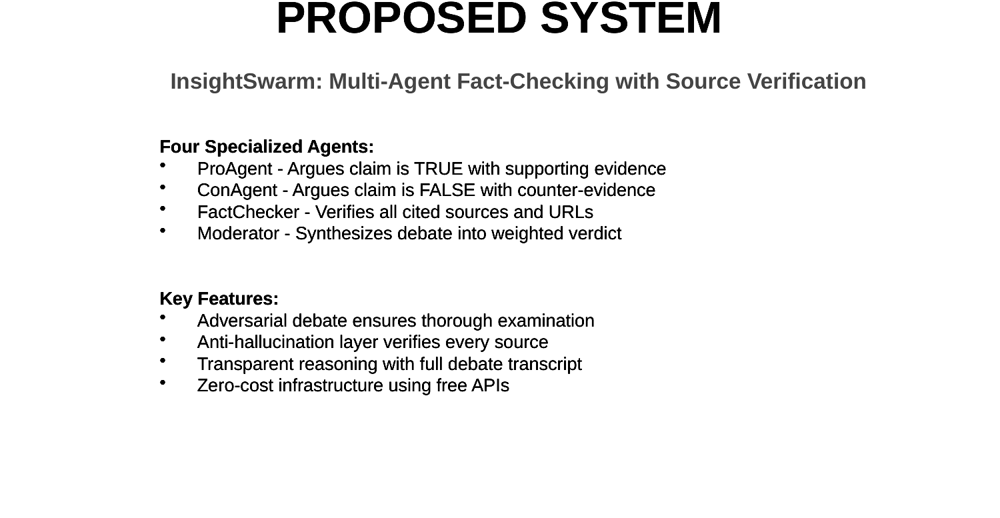 PROPOSED SYSTEM
InsightSwarm: Multi-Agent Fact-Checking with Source Verification
Four Specialized Agents:
• ProAgent - Argues claim is TRUE with supporting evidence
• ConAgent - Argues claim is FALSE with counter-evidence
• FactChecker - Verifies all cited sources and URLs
• Moderator - Synthesizes debate into weighted verdict
Key Features:
• Adversarial debate ensures thorough examination
• Anti-hallucination layer verifies every source
• Transparent reasoning with full debate transcript
• Zero-cost infrastructure using free APIs